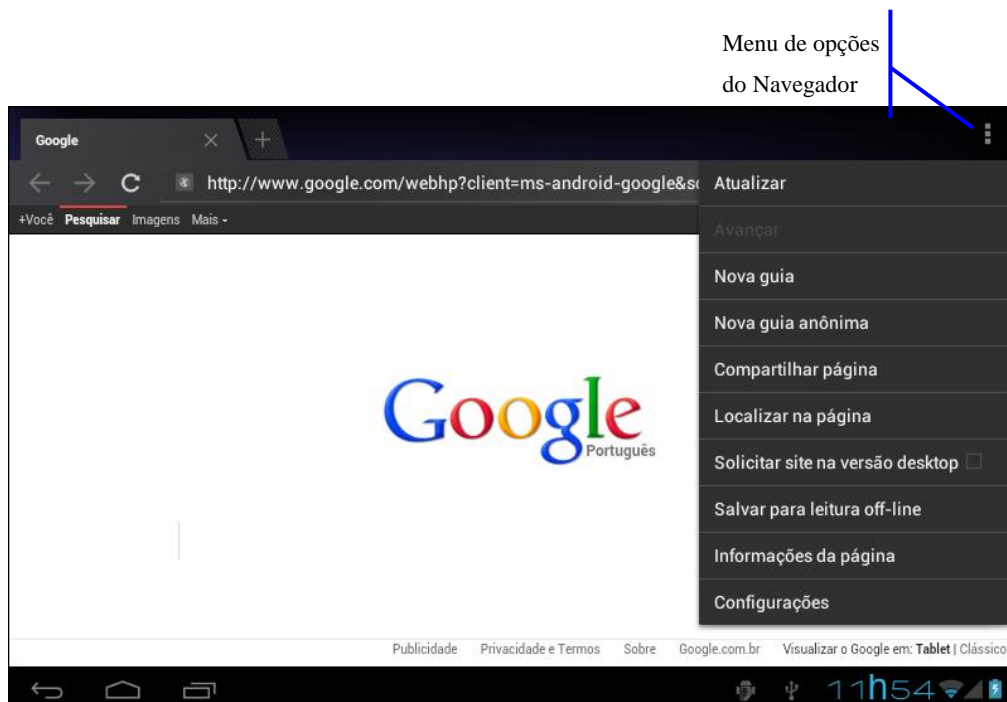 Menu de opções
do Navegador
Google
http://www.google.com/webhp?client=ms-android-google&so
+Você Pesquisar Imagens Mais
Google
Português
Atualizar
Avançar
Nova guia
Nova guia anônima
Compartilhar página
Localizar na página
Solicitar site na versão desktop
Salvar para leitura off-line
Informações da página
Configurações
Publicidade Privacidade e Termos Sobre Google.com.br Visualizar o Google em: Tablet | Clássico
11h54